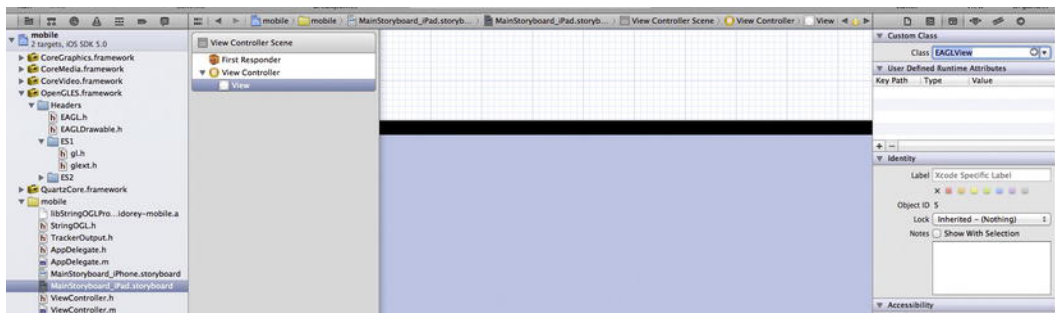 mobile
2 targets, iOS SDK 5.0
CoreGraphics.framework
CoreMedia.framework
CoreVideo.framework
OpenGLES.framework
Headers
EAGL.h
EAGLDrawable.h
ES1
gl.h
glext.h
ES2
QuartzCore.framework
mobile
libStringOGLPro...idorey-mobile.a
StringOGL.h
TrackerOutput.h
AppDelegate.h
AppDelegate.m
MainStoryboard_iPhone.storyboard
MainStoryboard_iPad.storyboard
ViewController.h
ViewController.m
mobile mobile MainStoryboard_iPad.storyb... MainStoryboard_iPad.storyb... View Controller Scene View Controller View
View Controller Scene
First Responder
View Controller
View
Custom Class
Class EAGLView
User Defined Runtime Attributes
Key Path Type Value
+ -
Identity
Label Xcode Specific Label
Object ID 5
Lock Inherited - (Nothing)
Notes Show With Selection
Accessibility